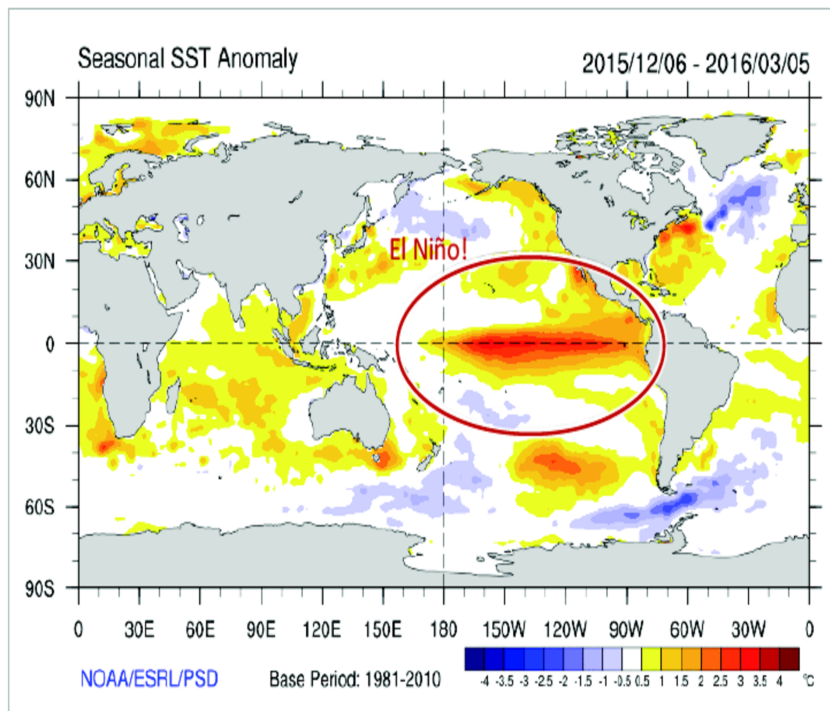 Seasonal SST Anomaly 2015/12/06 - 2016/03/05
90N
60N
El Niño!
30N
0
30S
60S
90S
0 30E 60E 90E 120E 150E 180 150W 120W 90W 60W 30W 0
NOAA/ESRL/PSD Base Period: 1981-2010
-4 -3.5 -3 -2.5 -2 -1.5 -1 -0.5 0.5 1 1.5 2 2.5 3 3.5 4 °C